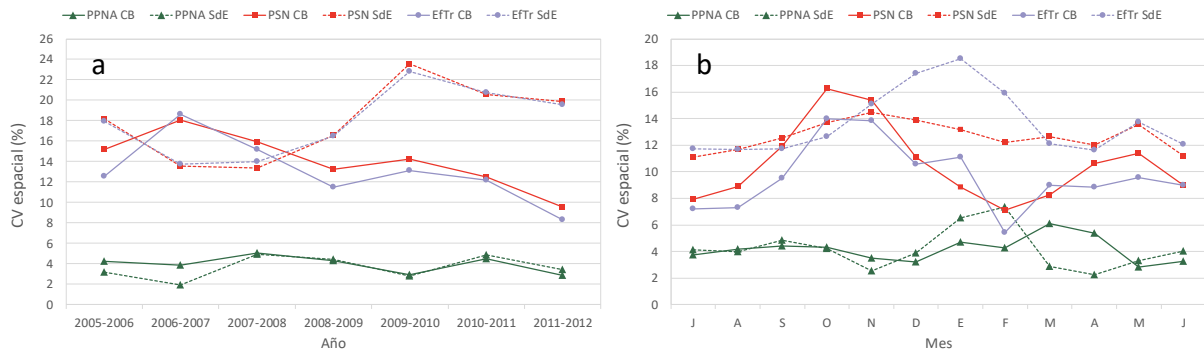 PPNA CB PPNA SdE PSN CB PSN SdE EfTr CB EfTr SdE
a
CV espacial (%)
26
24
22
20
18
16
14
12
10
8
6
4
2
0
2005-2006 2006-2007 2007-2008 2008-2009 2009-2010 2010-2011 2011-2012
Año
PPNA CB PPNA SdE PSN CB PSN SdE EfTr CB EfTr SdE
b
CV espacial (%)
20
18
16
14
12
10
8
6
4
2
0
J A S O N D E F M A M J
Mes